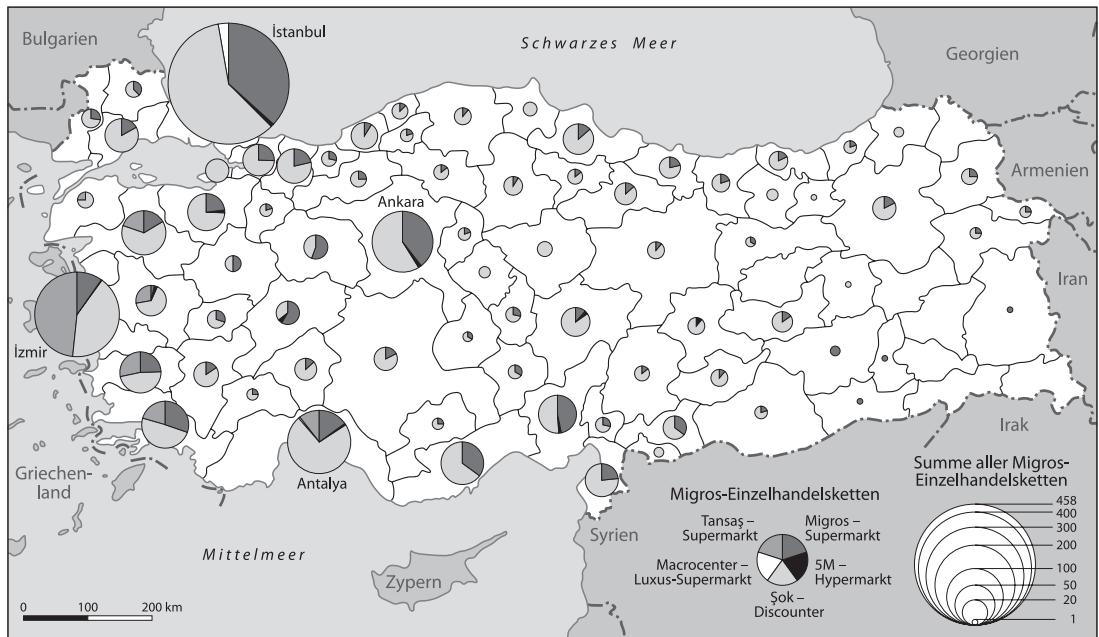 Bulgarien
İstanbul
Schwarzes Meer
Georgien
Armenien
Ankara
Iran
İzmir
Antalya
Griechen-
land
Mittelmeer
Zypern
Syrien
Irak
0 100 200 km
Migros-Einzelhandelsketten
Tansaş –
Supermarkt
Migros –
Supermarkt
Macrocenter –
Luxus-Supermarkt
5M –
Hypermarkt
Şok –
Discounter
Summe aller Migros-
Einzelhandelsketten
458
400
300
200
100
50
20
1